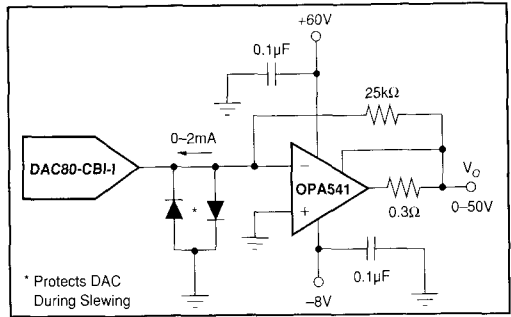 +60V
0.1µF
25kΩ
0~2mA
DAC80-CBI-I
*
–
+
OPA541
V_O
0.3Ω
0–50V
0.1µF
–8V
* Protects DAC
During Slewing